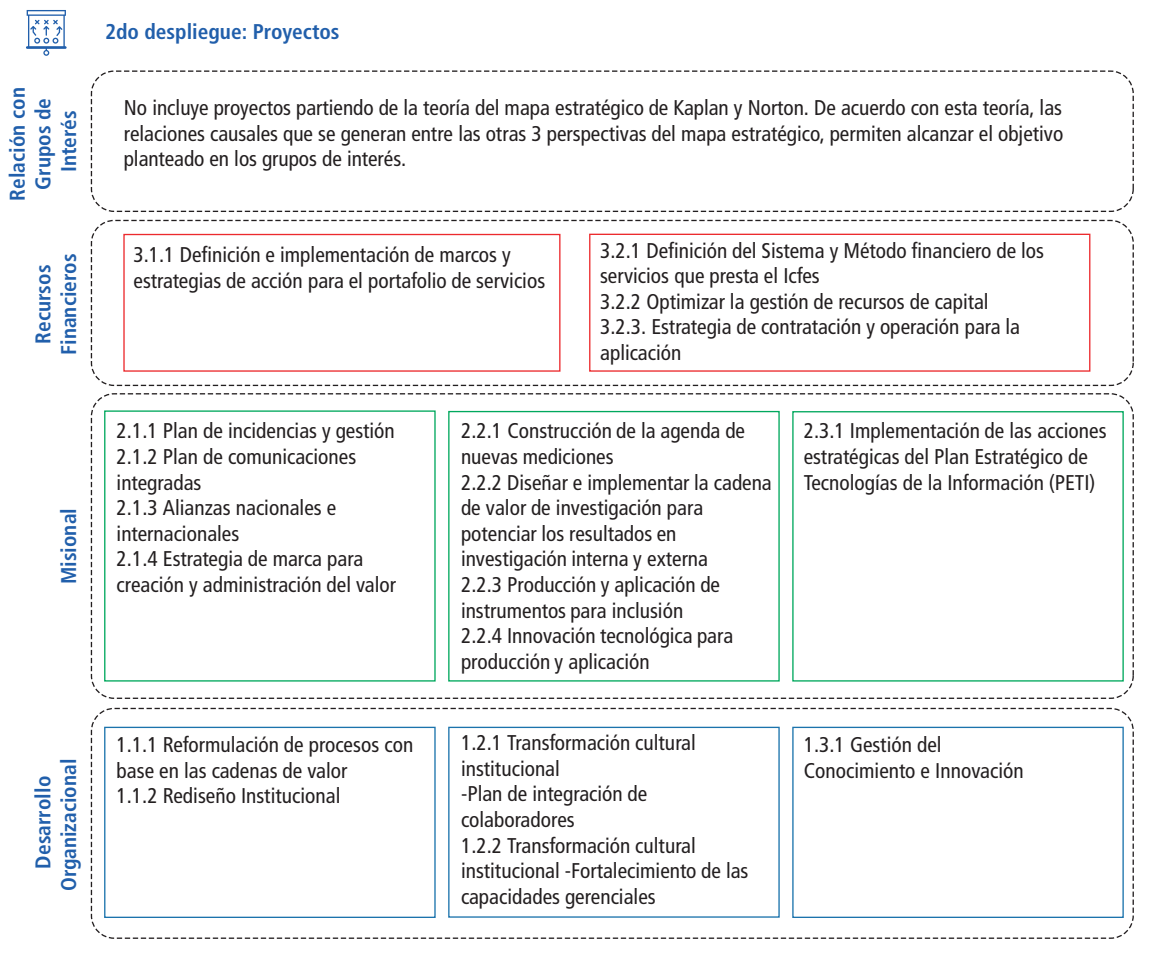 2do despliegue: Proyectos
Relación con
Grupos de
Interés
No incluye proyectos partiendo de la teoría del mapa estratégico de Kaplan y Norton. De acuerdo con esta teoría, las
relaciones causales que se generan entre las otras 3 perspectivas del mapa estratégico, permiten alcanzar el objetivo
planteado en los grupos de interés.
Recursos
Financieros
3.1.1 Definición e implementación de marcos y
estrategias de acción para el portafolio de servicios
3.2.1 Definición del Sistema y Método financiero de los
servicios que presta el Icfes
3.2.2 Optimizar la gestión de recursos de capital
3.2.3. Estrategia de contratación y operación para la
aplicación
Misional
2.1.1 Plan de incidencias y gestión
2.1.2 Plan de comunicaciones
integradas
2.1.3 Alianzas nacionales e
internacionales
2.1.4 Estrategia de marca para
creación y administración del valor
2.2.1 Construcción de la agenda de
nuevas mediciones
2.2.2 Diseñar e implementar la cadena
de valor de investigación para
potenciar los resultados en
investigación interna y externa
2.2.3 Producción y aplicación de
instrumentos para inclusión
2.2.4 Innovación tecnológica para
producción y aplicación
2.3.1 Implementación de las acciones
estratégicas del Plan Estratégico de
Tecnologías de la Información (PETI)
Desarrollo
Organizacional
1.1.1 Reformulación de procesos con
base en las cadenas de valor
1.1.2 Rediseño Institucional
1.2.1 Transformación cultural
institucional
-Plan de integración de
colaboradores
1.2.2 Transformación cultural
institucional -Fortalecimiento de las
capacidades gerenciales
1.3.1 Gestión del
Conocimiento e Innovación